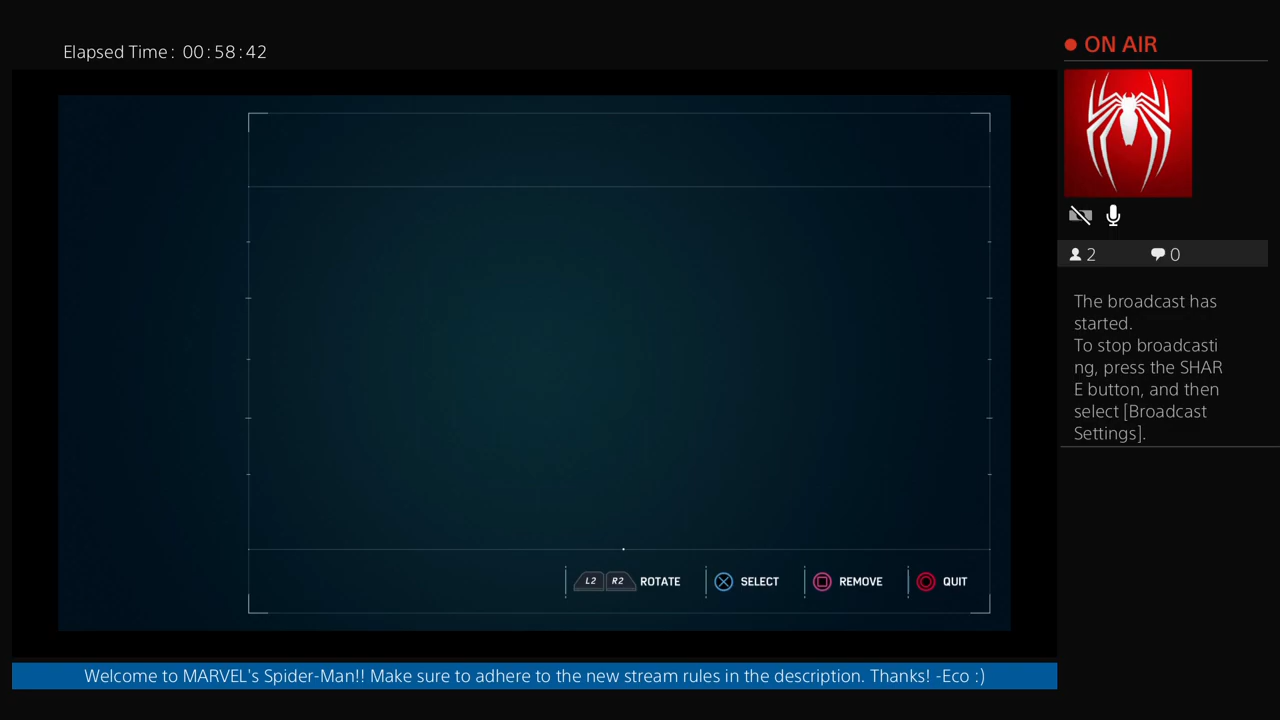 Elapsed Time: 00:58:42
ON AIR
2
0
The broadcast has
started.
To stop broadcasti
ng, press the SHAR
E button, and then
select [Broadcast
Settings].
L2 R2 ROTATE SELECT REMOVE QUIT
Welcome to MARVEL's Spider-Man!! Make sure to adhere to the new stream rules in the description. Thanks! -Eco :)